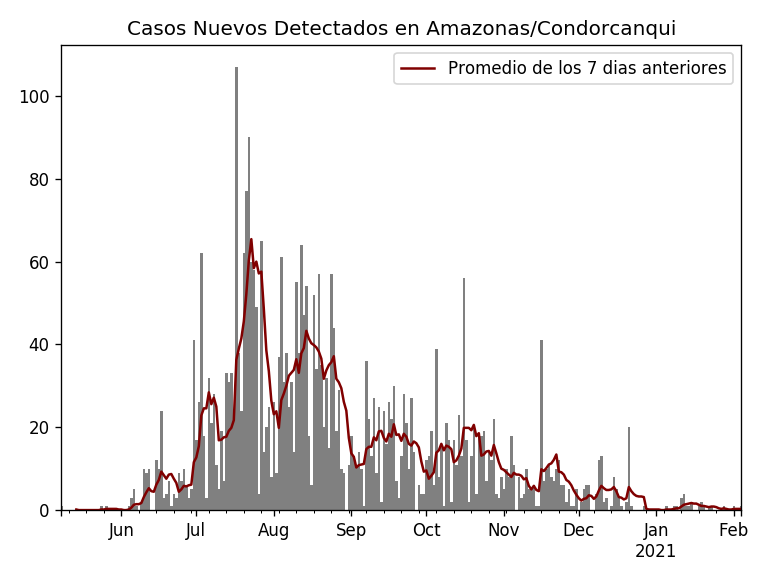 Casos Nuevos Detectados en Amazonas/Condorcanqui
Promedio de los 7 dias anteriores
100
80
60
40
20
0
Jun Jul Aug Sep Oct Nov Dec Jan Feb
2021